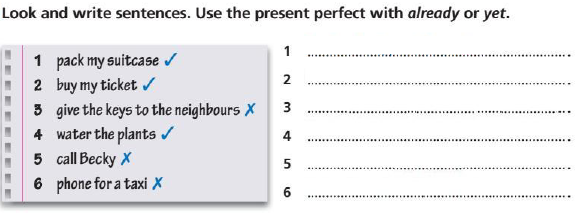 Look and write sentences. Use the present perfect with already or yet.
1 pack my suitcase ✓
2 buy my ticket ✓
3 give the keys to the neighbours ✗
4 water the plants ✓
5 call Becky ✗
6 phone for a taxi ✗
1 ................................................................
2 ................................................................
3 ................................................................
4 ................................................................
5 ................................................................
6 ................................................................